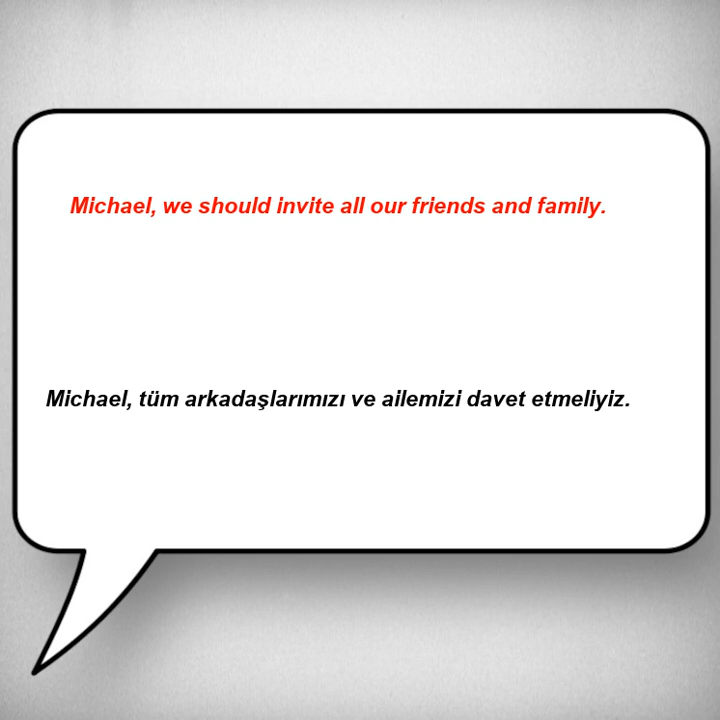 Michael, we should invite all our friends and family.
Michael, tüm arkadaşlarımızı ve ailemizi davet etmeliyiz.